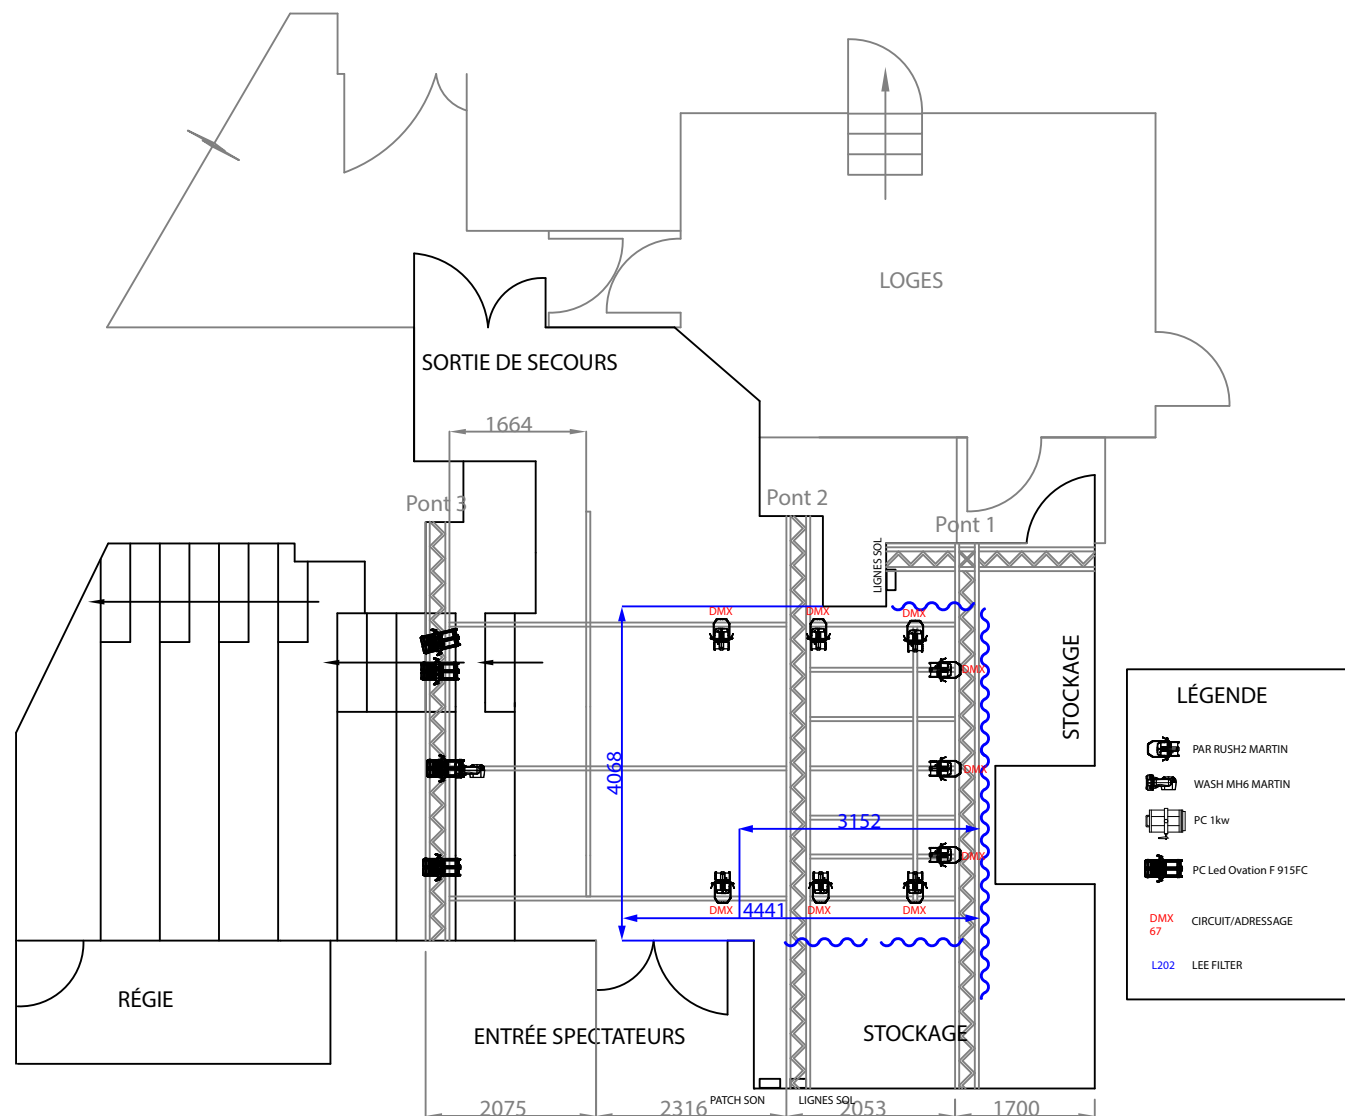 LOGES
SORTIE DE SECOURS
1664
Pont 3
Pont 2
Pont 1
LIGNES SOL
DMX
DMX
DMX
DMX
STOCKAGE
LÉGENDE
PAR RUSH2 MARTIN
WASH MH6 MARTIN
PC 1kw
PC Led Ovation F 915FC
DMX
67
CIRCUIT/ADRESSAGE
L202
LEE FILTER
4068
DMX
3152
DMX
DMX
DMX
DMX
4441
RÉGIE
ENTRÉE SPECTATEURS
STOCKAGE
PATCH SON
LIGNES SOL
2075
2316
2053
1700